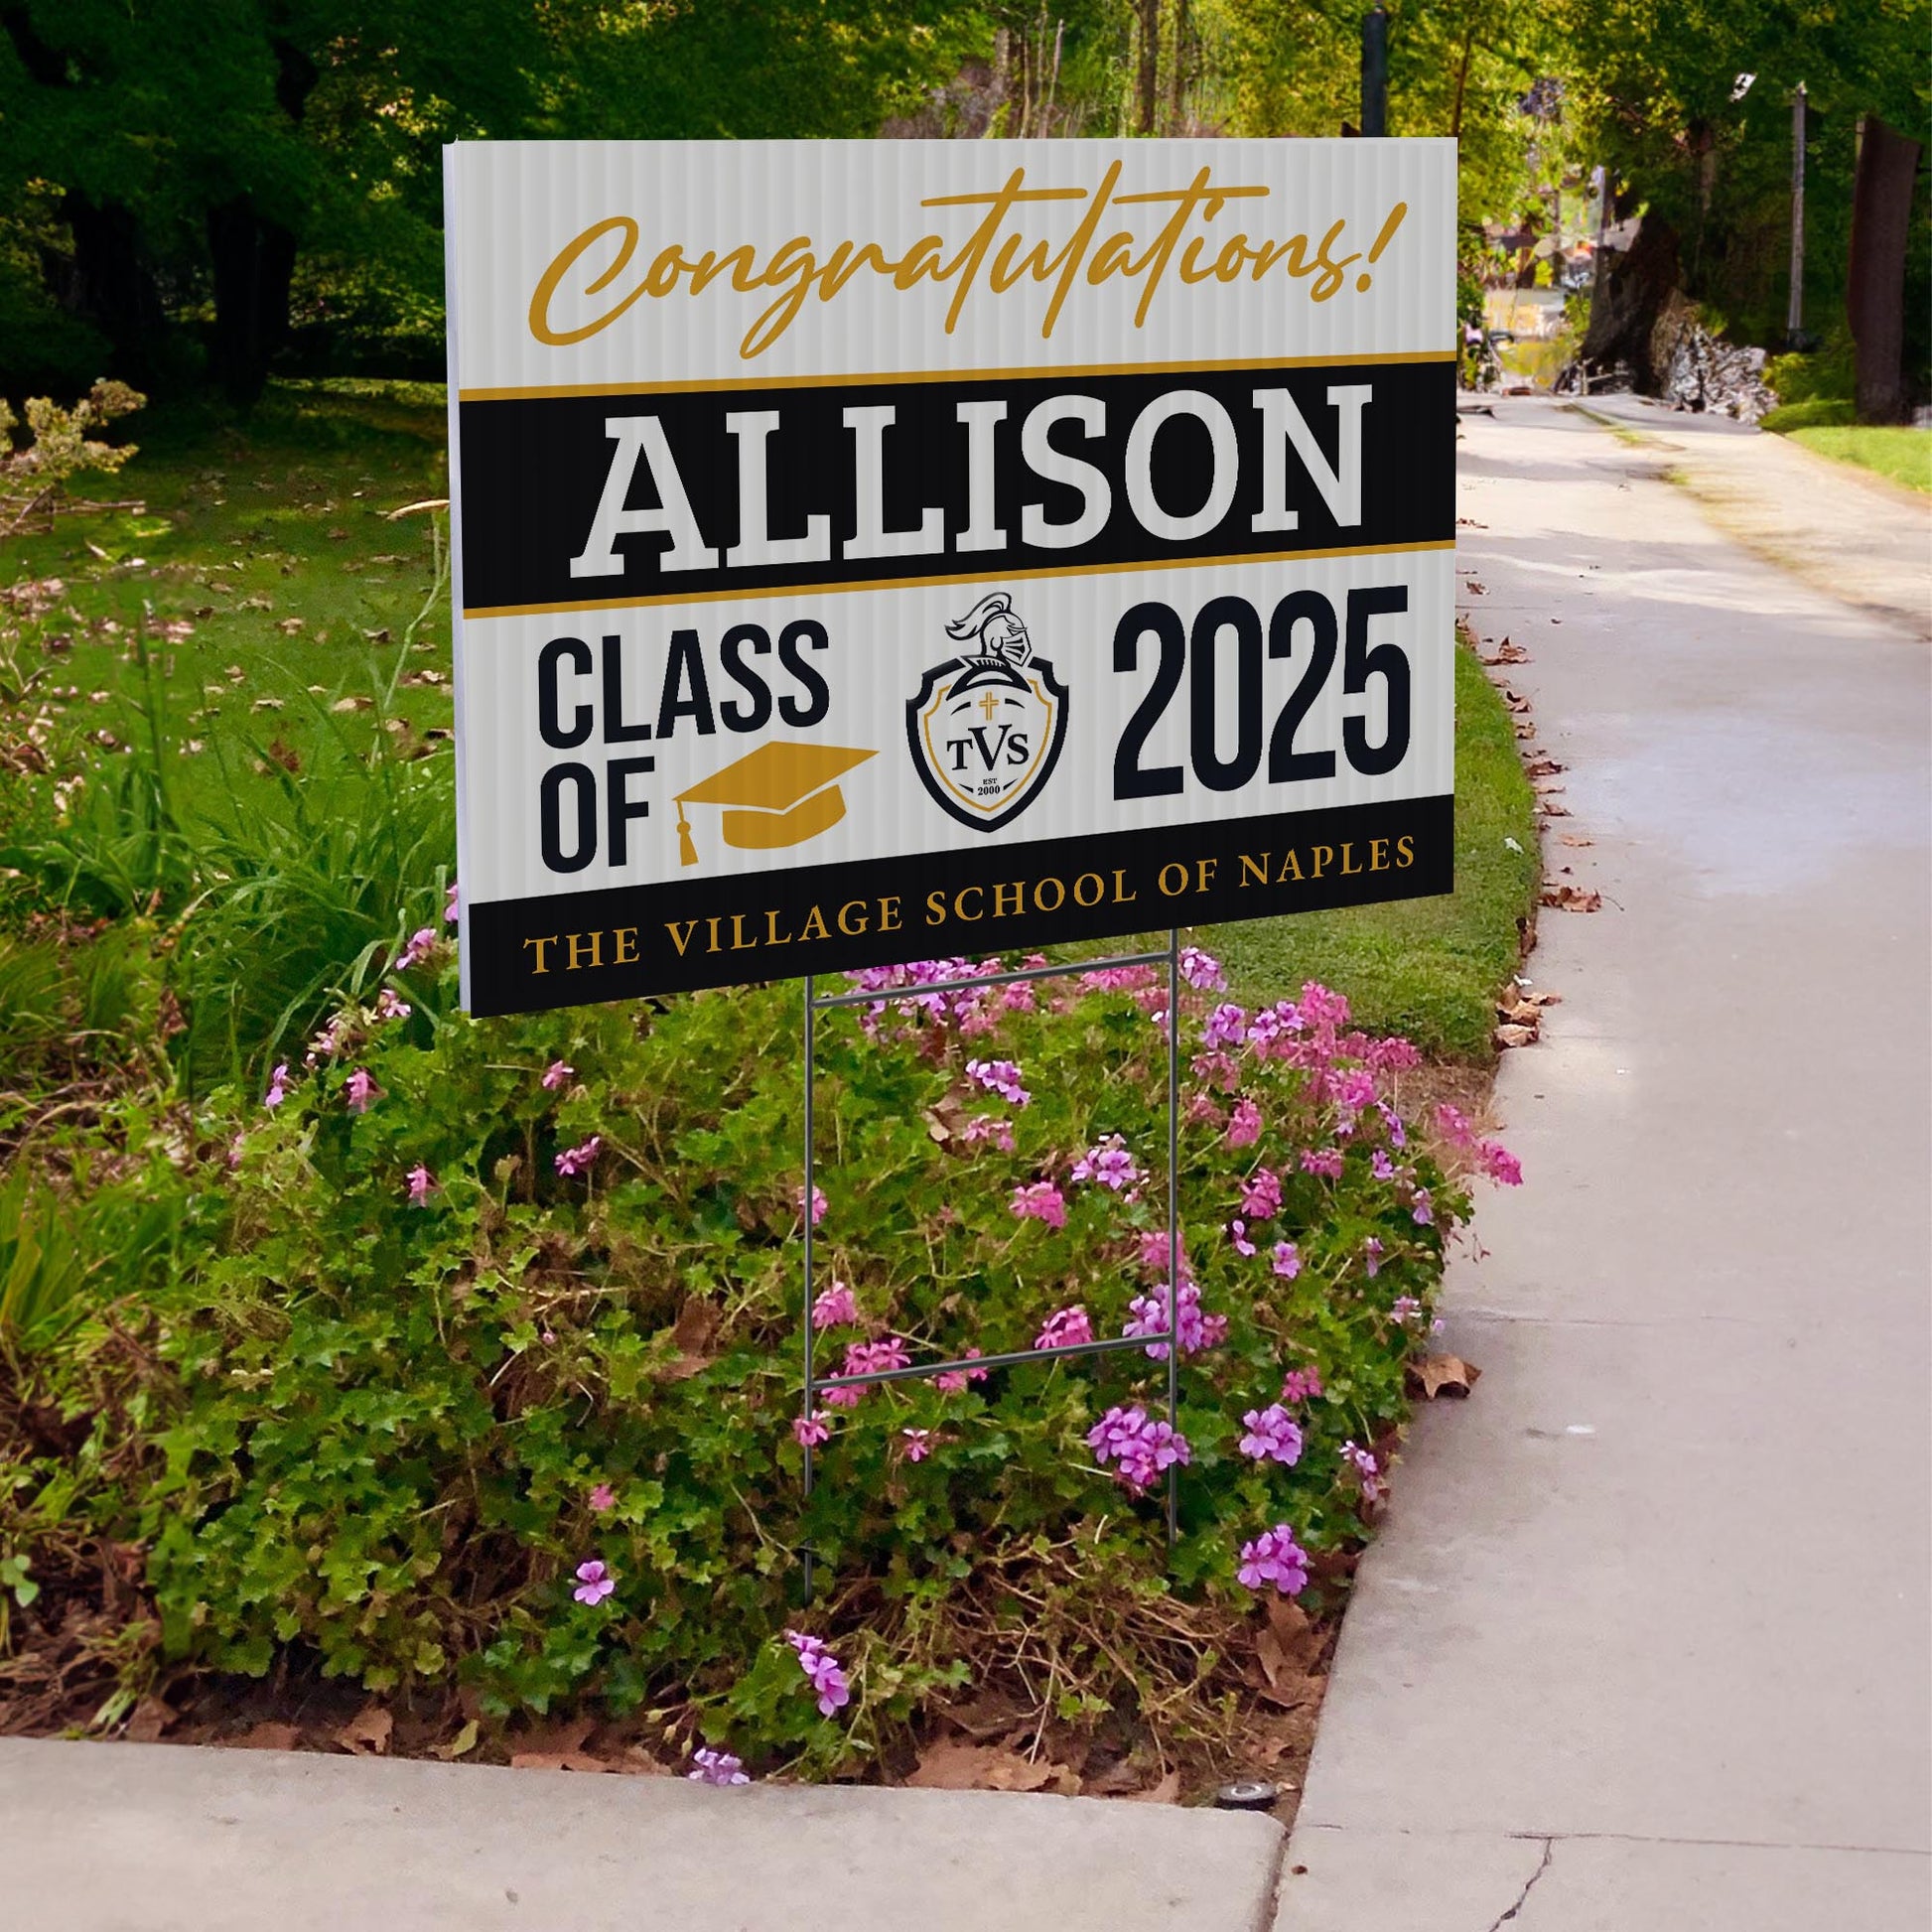 Congratulations!
ALLISON
CLASS
OF
TVS
EST
2000
2025
THE VILLAGE SCHOOL OF NAPLES